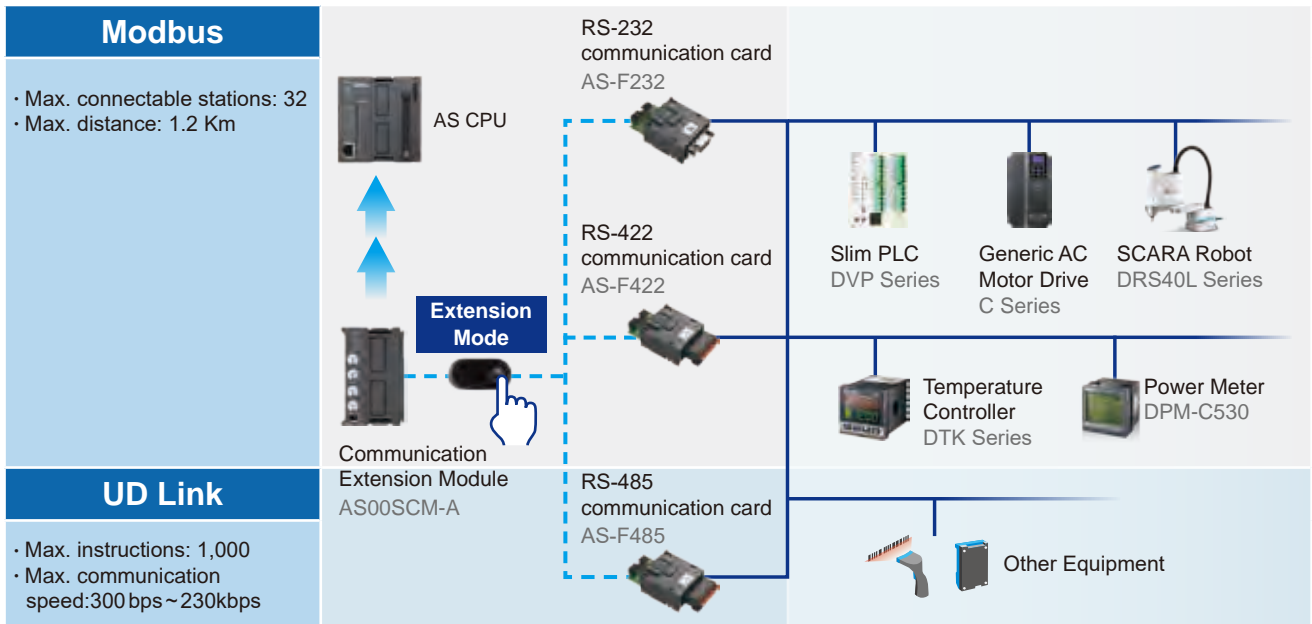 Modbus
· Max. connectable stations: 32
· Max. distance: 1.2 Km
AS CPU
RS-232
communication card
AS-F232
RS-422
communication card
AS-F422
Extension
Mode
Communication
Extension Module
AS00SCM-A
RS-485
communication card
AS-F485
Slim PLC
DVP Series
Generic AC
Motor Drive
C Series
SCARA Robot
DRS40L Series
Temperature
Controller
DTK Series
Power Meter
DPM-C530
UD Link
· Max. instructions: 1,000
· Max. communication
speed:300 bps~230kbps
Other Equipment